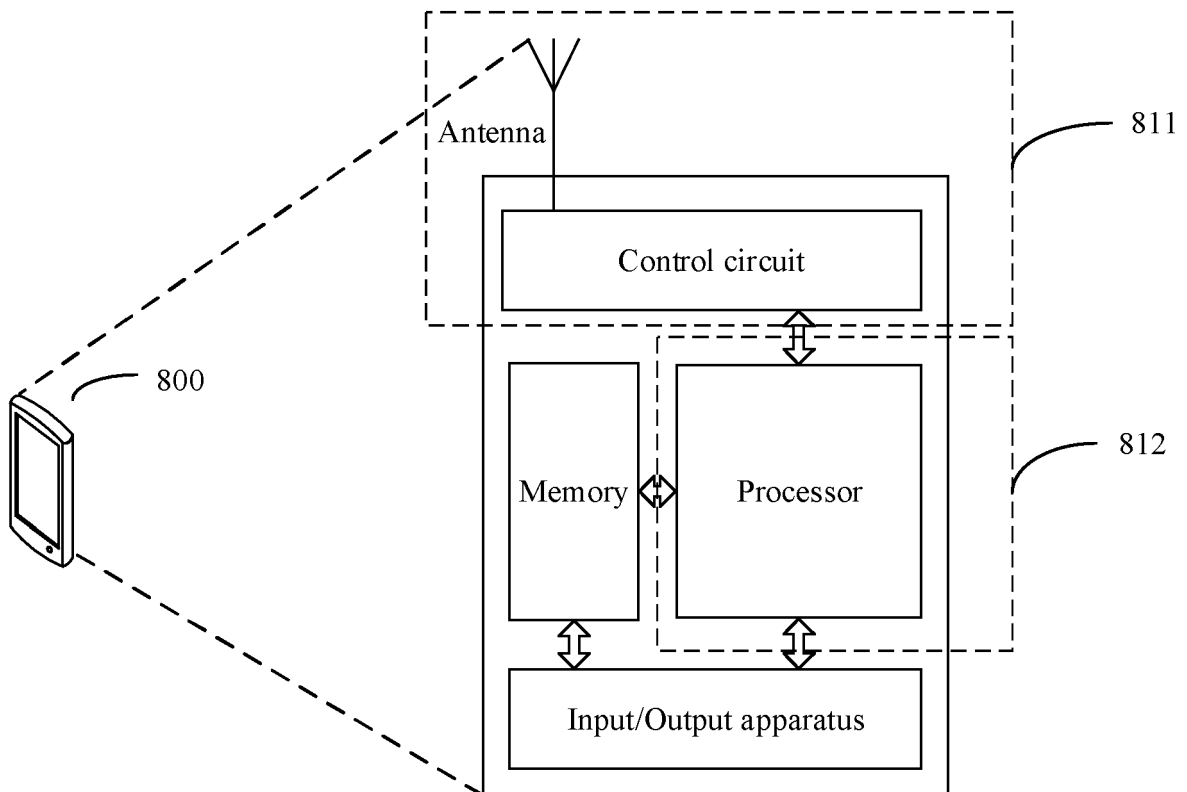 Antenna
811
Control circuit
800
812
Memory
Processor
Input/Output apparatus